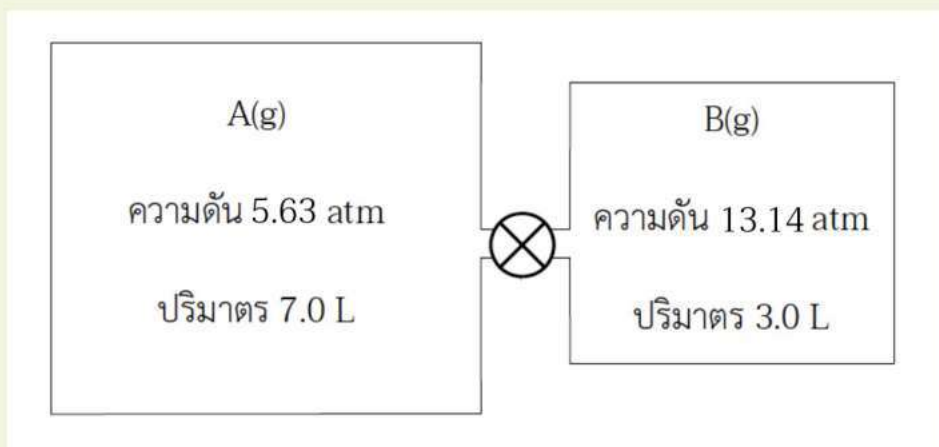 A(g)
ความดัน 5.63 atm
ปริมาตร 7.0 L
B(g)
ความดัน 13.14 atm
ปริมาตร 3.0 L